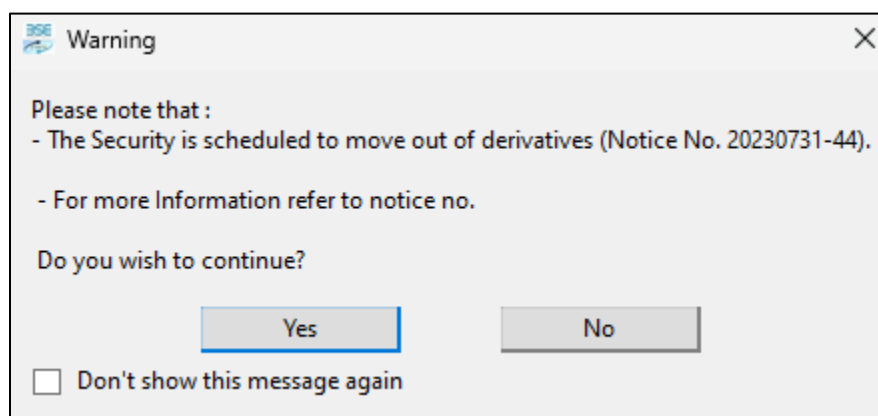 BSE
Warning
Please note that :
- The Security is scheduled to move out of derivatives (Notice No. 20230731-44).
- For more Information refer to notice no.
Do you wish to continue?
Yes
No
Don't show this message again